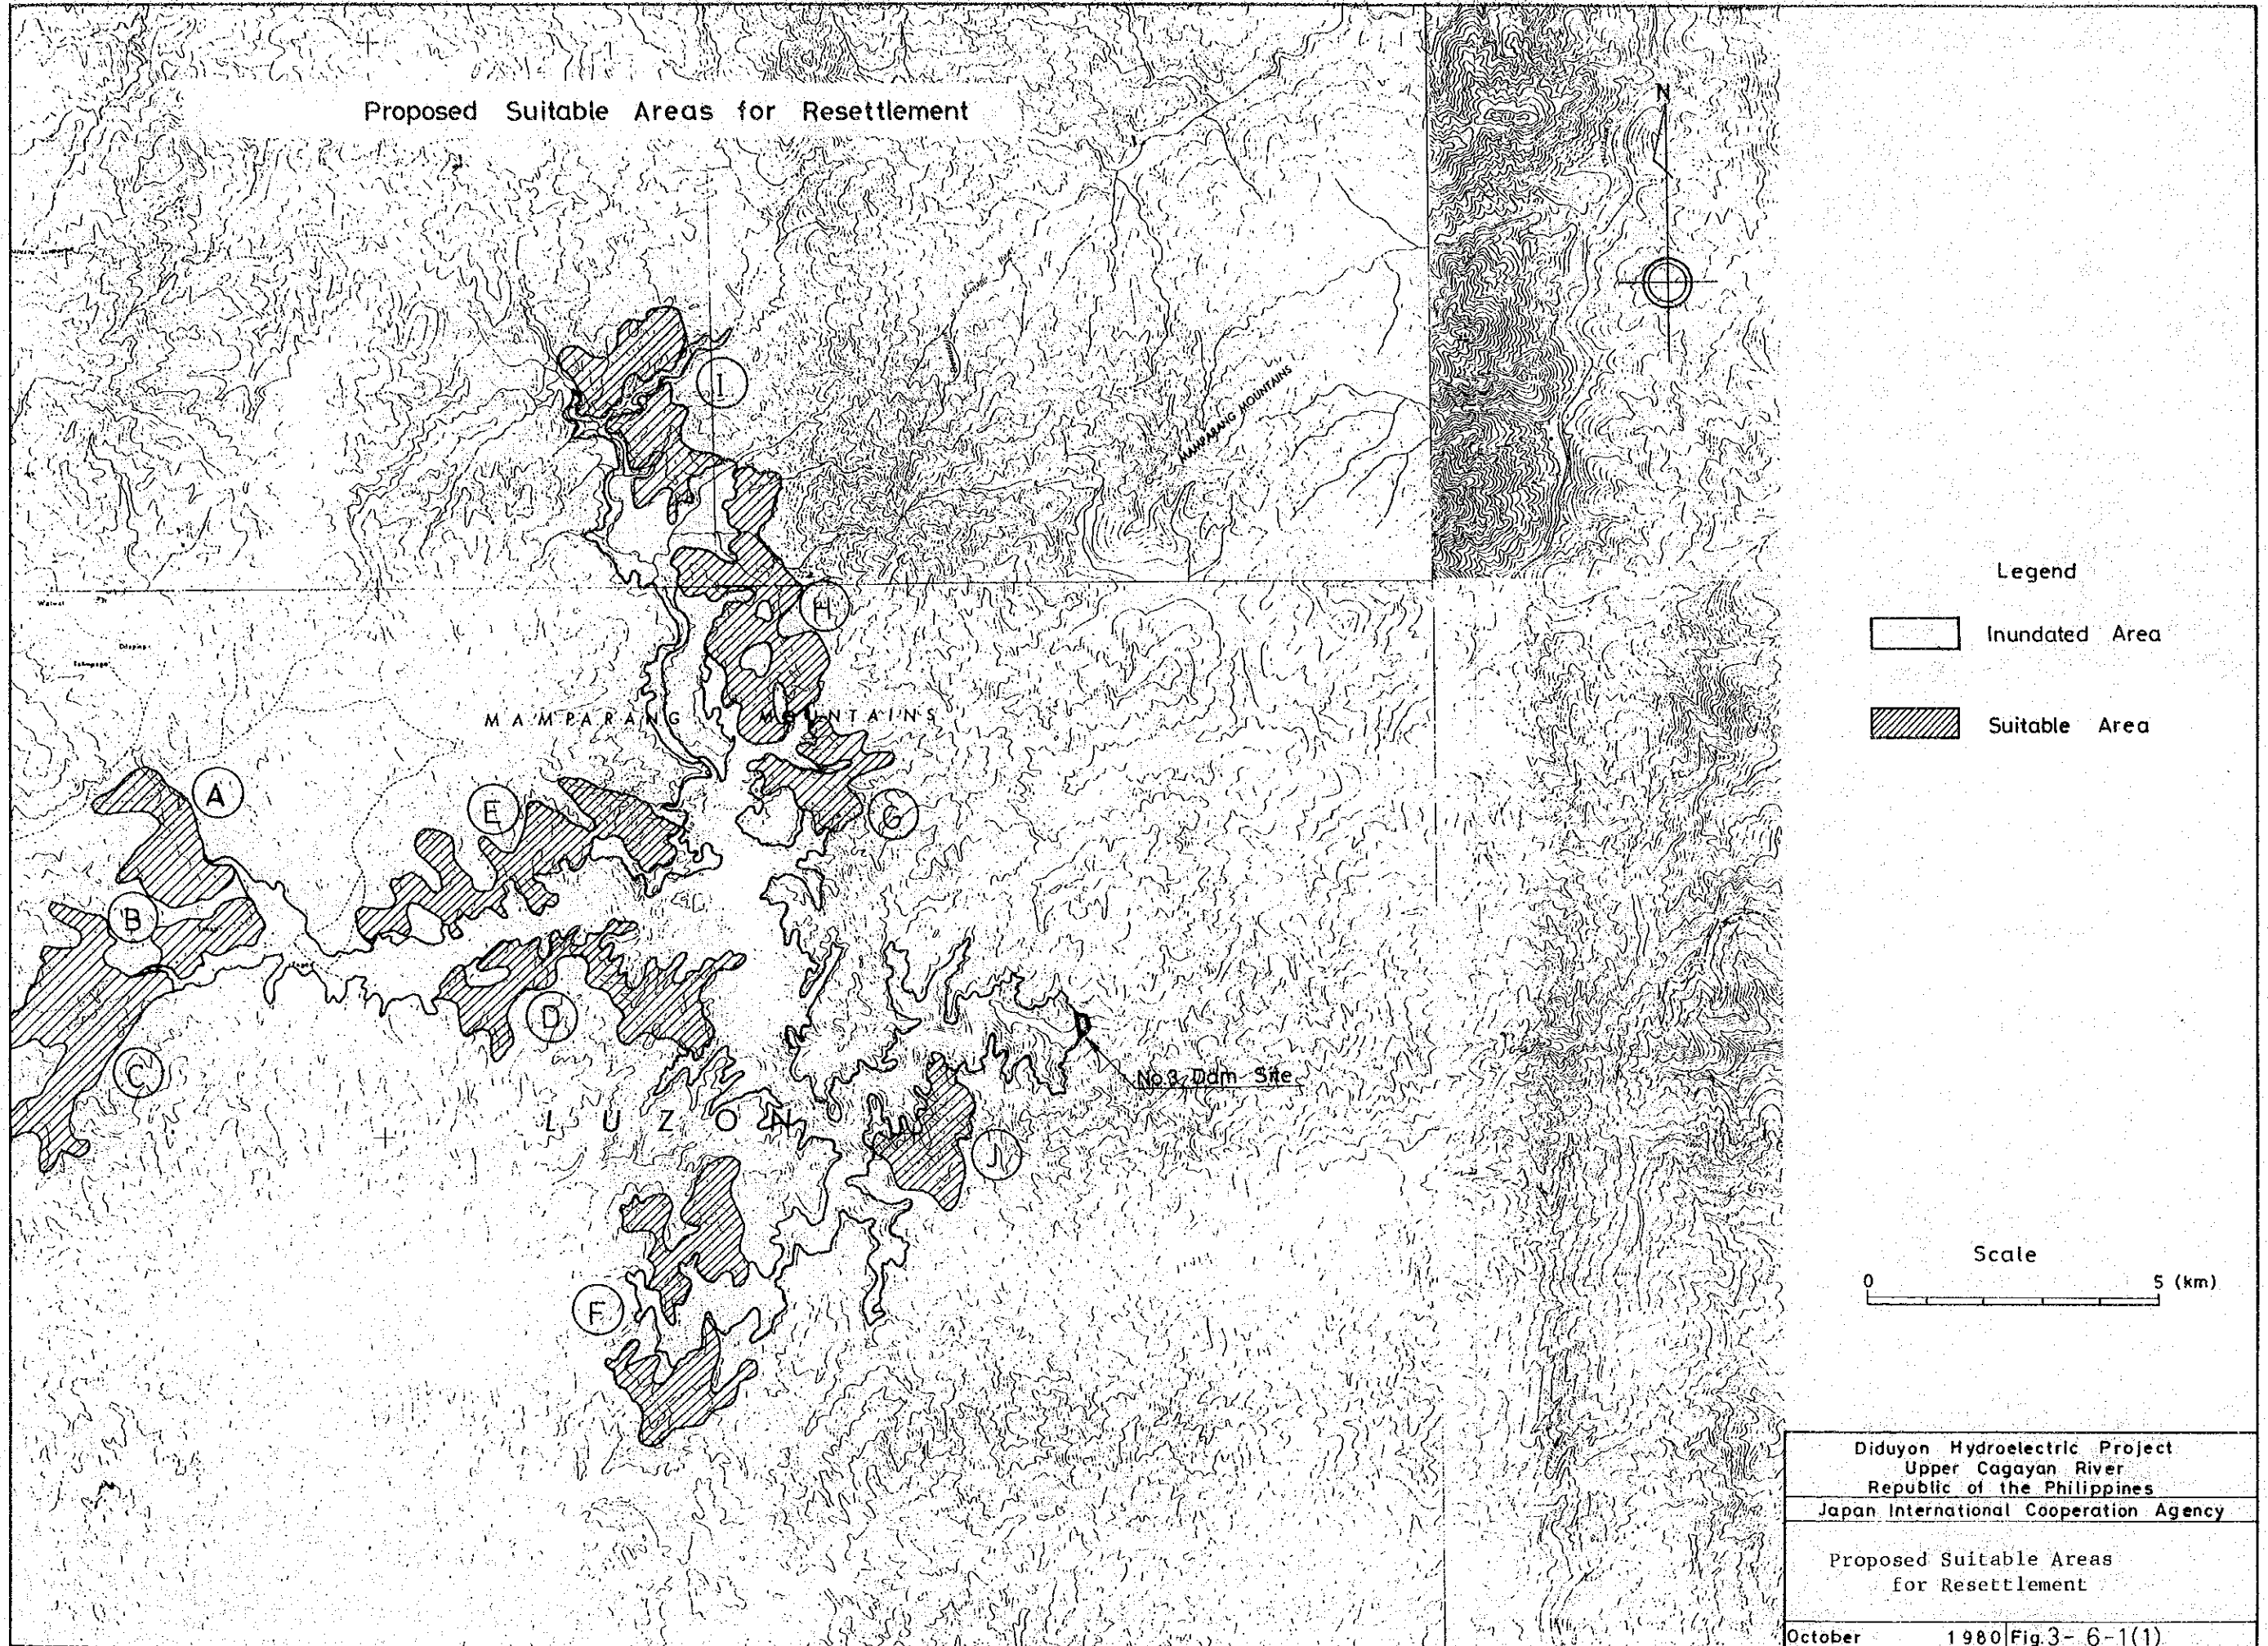 Proposed Suitable Areas for Resettlement
N
I
MAMPARANG MOUNTAINS
H
MAMPARANG MOUNTAINS
A
E
G
B
D
C
No.3 Dam Site
LUZON
J
F
Legend
Inundated Area
Suitable Area
Scale
0 5 (km)
Diduyon Hydroelectric Project
Upper Cagayan River
Republic of the Philippines
Japan International Cooperation Agency
Proposed Suitable Areas
for Resettlement
October 1980 Fig. 3-6-1(1)